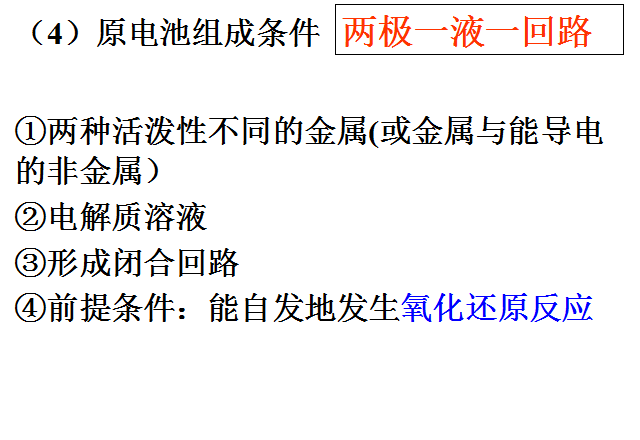 （4）原电池组成条件 两极一液一回路
①两种活泼性不同的金属(或金属与能导电
的非金属）
②电解质溶液
③形成闭合回路
④前提条件：能自发地发生氧化还原反应